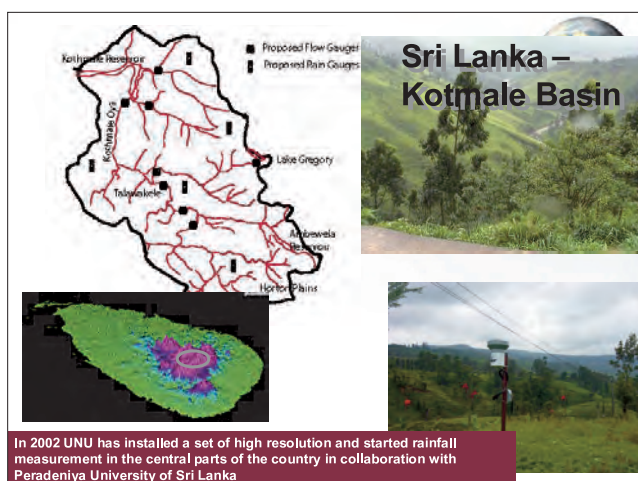 Sri Lanka –
Kotmale Basin
Proposed Flow Gauges
Proposed Rain Gauges
Kothmale Reservoir
Kothmale Oya
Lake Gregory
Talawakele
Ambewela
Reservoir
Horton Plains
In 2002 UNU has installed a set of high resolution and started rainfall
measurement in the central parts of the country in collaboration with
Peradeniya University of Sri Lanka